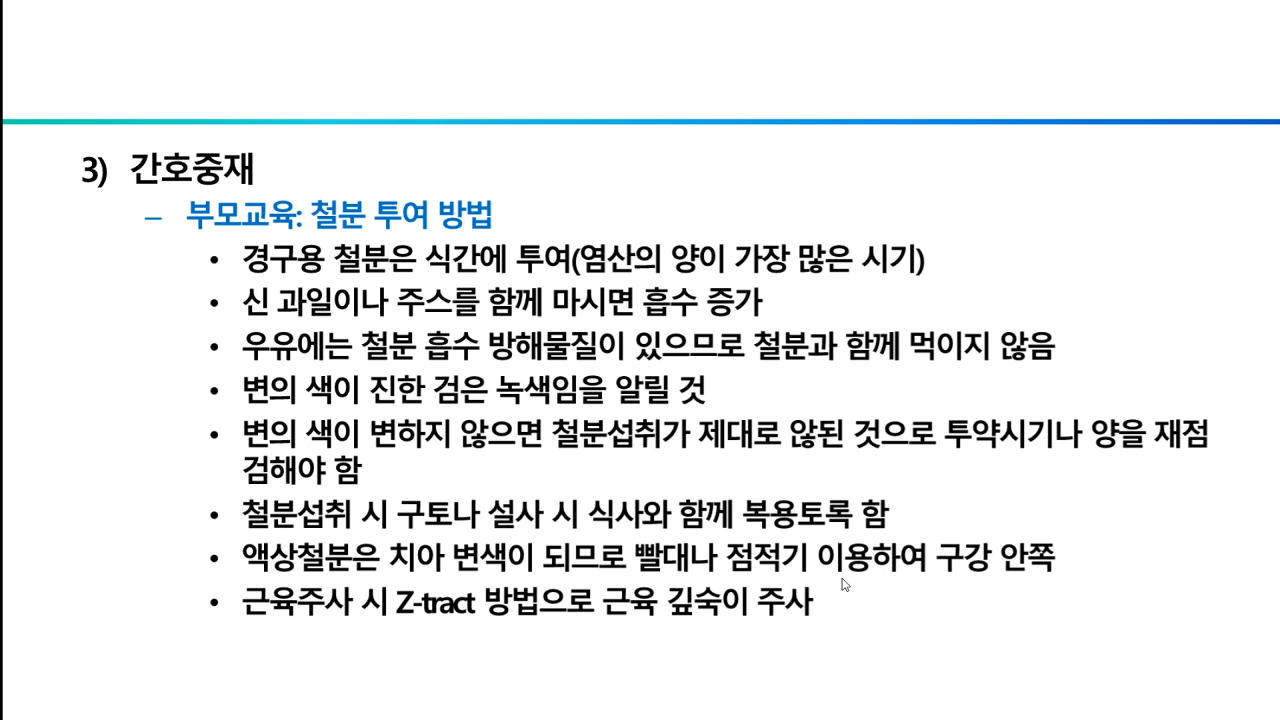 3) 간호중재
– 부모교육: 철분 투여 방법
• 경구용 철분은 식간에 투여(염산의 양이 가장 많은 시기)
• 신 과일이나 주스를 함께 마시면 흡수 증가
• 우유에는 철분 흡수 방해물질이 있으므로 철분과 함께 먹이지 않음
• 변의 색이 진한 검은 녹색임을 알릴 것
• 변의 색이 변하지 않으면 철분섭취가 제대로 않된 것으로 투약시기나 양을 재점
검해야 함
• 철분섭취 시 구토나 설사 시 식사와 함께 복용토록 함
• 액상철분은 치아 변색이 되므로 빨대나 점적기 이용하여 구강 안쪽
• 근육주사 시 Z-tract 방법으로 근육 깊숙이 주사